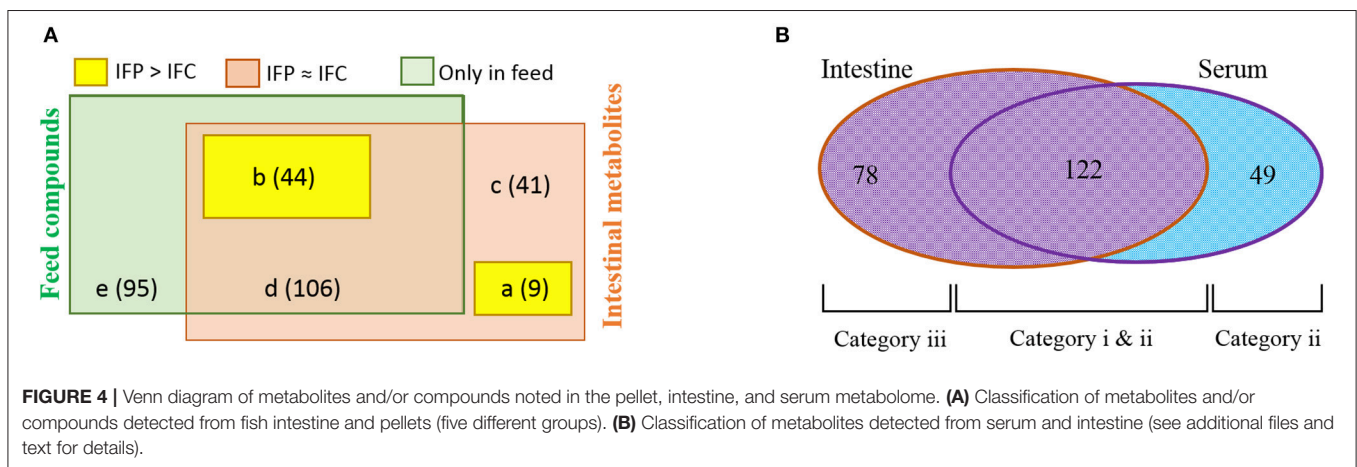 A
IFP > IFC
IFP ≈ IFC
Only in feed
Feed compounds
b (44)
c (41)
e (95)
d (106)
a (9)
Intestinal metabolites
B
Intestine
Serum
78
122
49
Category iii
Category i & ii
Category ii
FIGURE 4 | Venn diagram of metabolites and/or compounds noted in the pellet, intestine, and serum metabolome. (A) Classification of metabolites and/or
compounds detected from fish intestine and pellets (five different groups). (B) Classification of metabolites detected from serum and intestine (see additional files and
text for details).